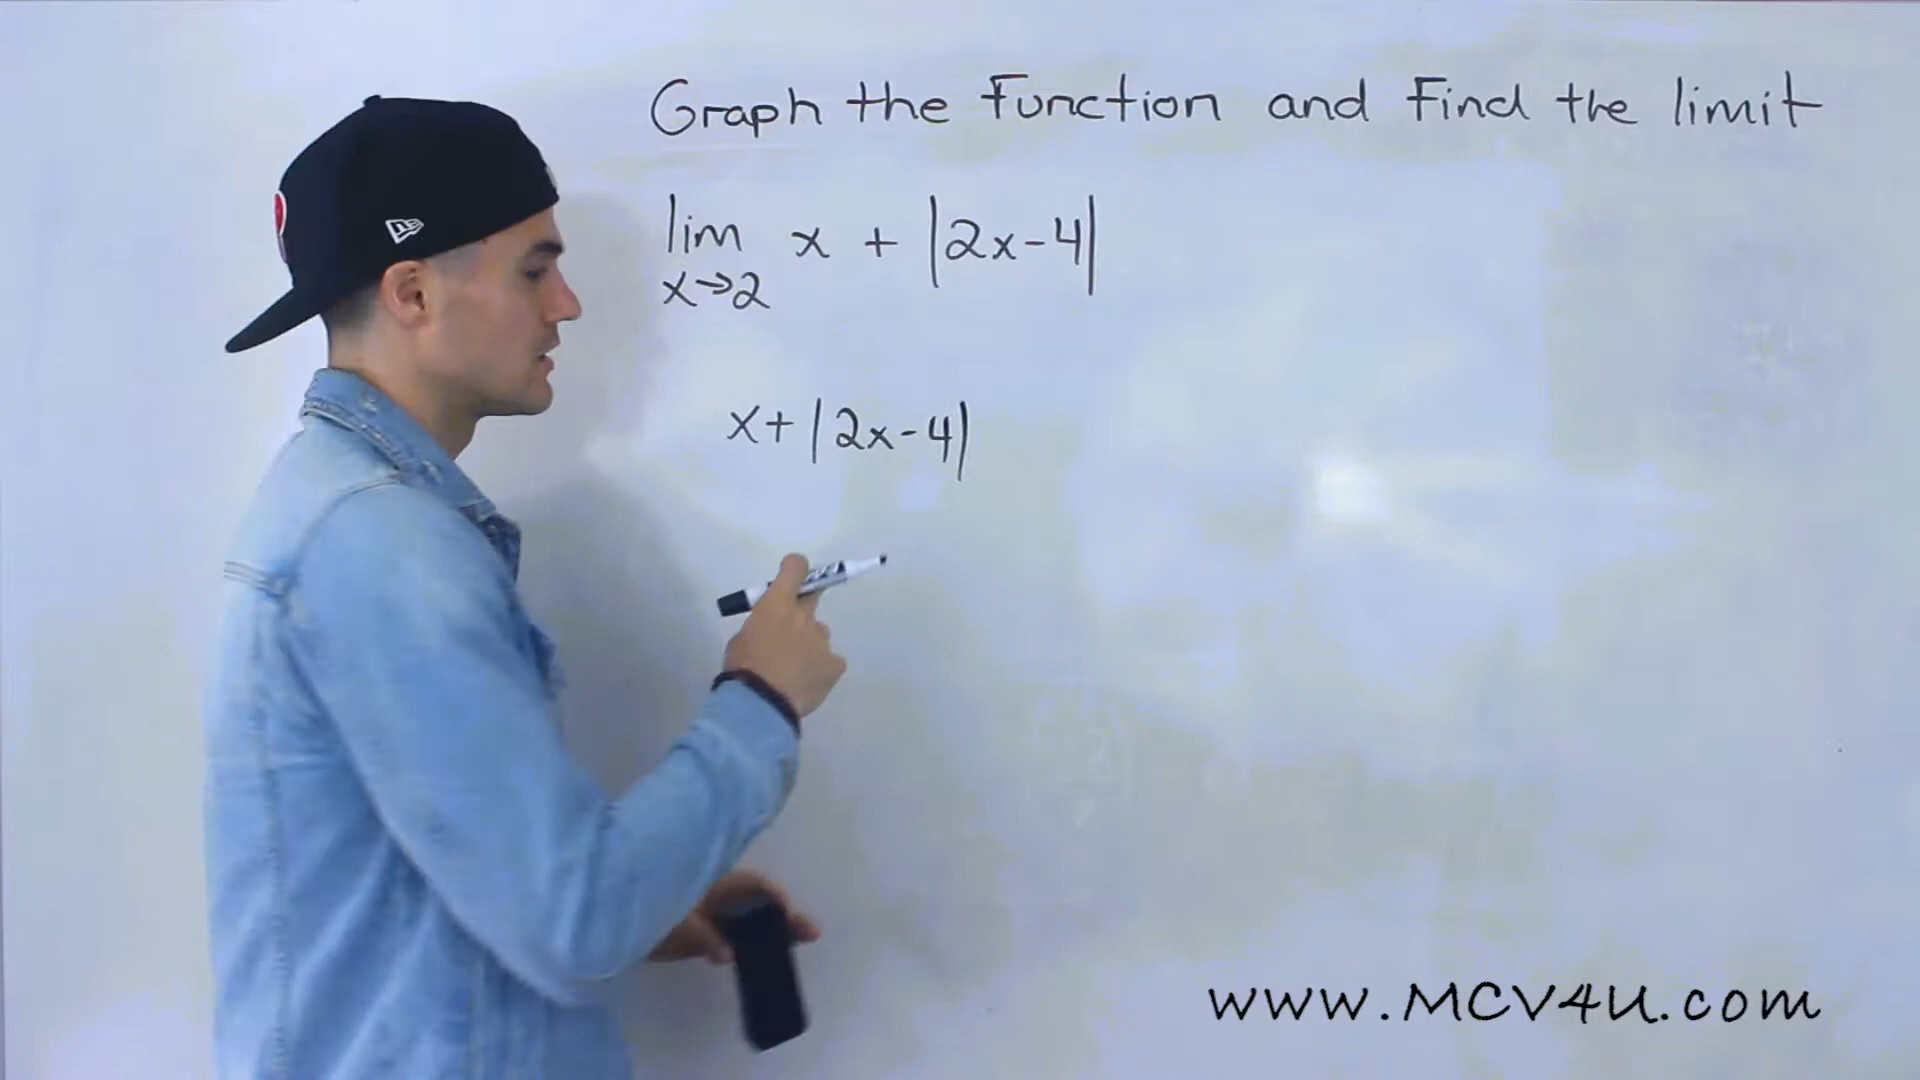 Graph the function and find the limit
lim x + |2x-4|
x→2
x+|2x-4|
www.MCV4U.com